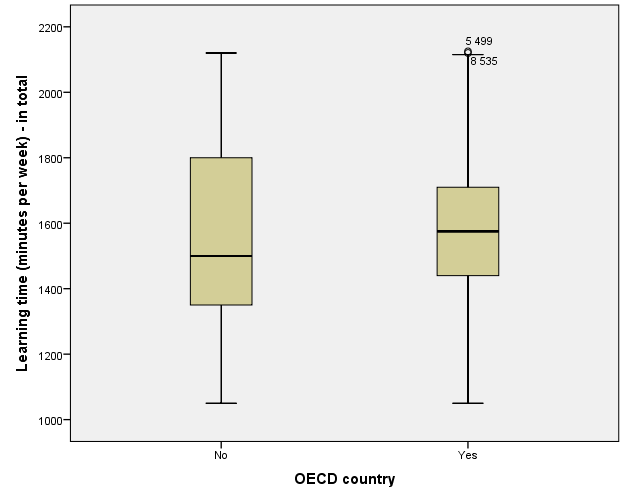 Learning time (minutes per week) - in total
2200
2000
1800
1600
1400
1200
1000
5 499
8 535
No
Yes
OECD country